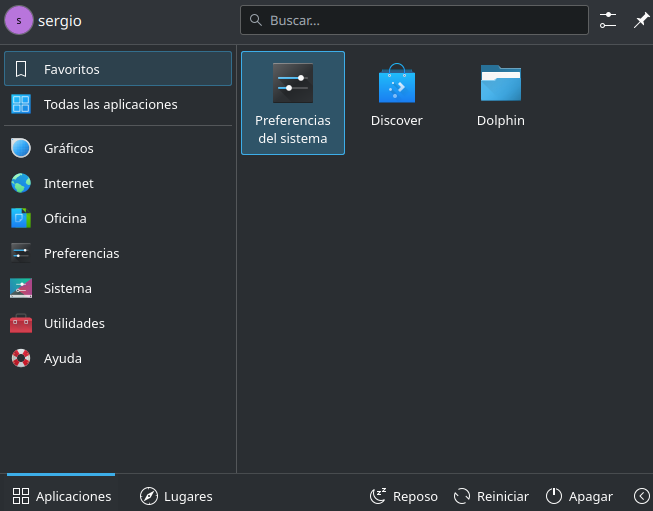 s sergio
Buscar...
Favoritos
Todas las aplicaciones
Gráficos
Internet
Oficina
Preferencias
Sistema
Utilidades
Ayuda
Preferencias
del sistema
Discover
Dolphin
Aplicaciones
Lugares
Reposo
Reiniciar
Apagar